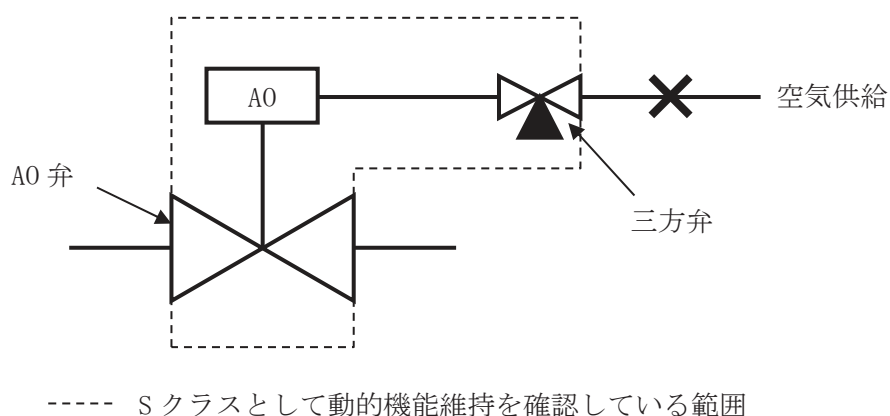 AO
空気供給
AO 弁
三方弁
----- S クラスとして動的機能維持を確認している範囲